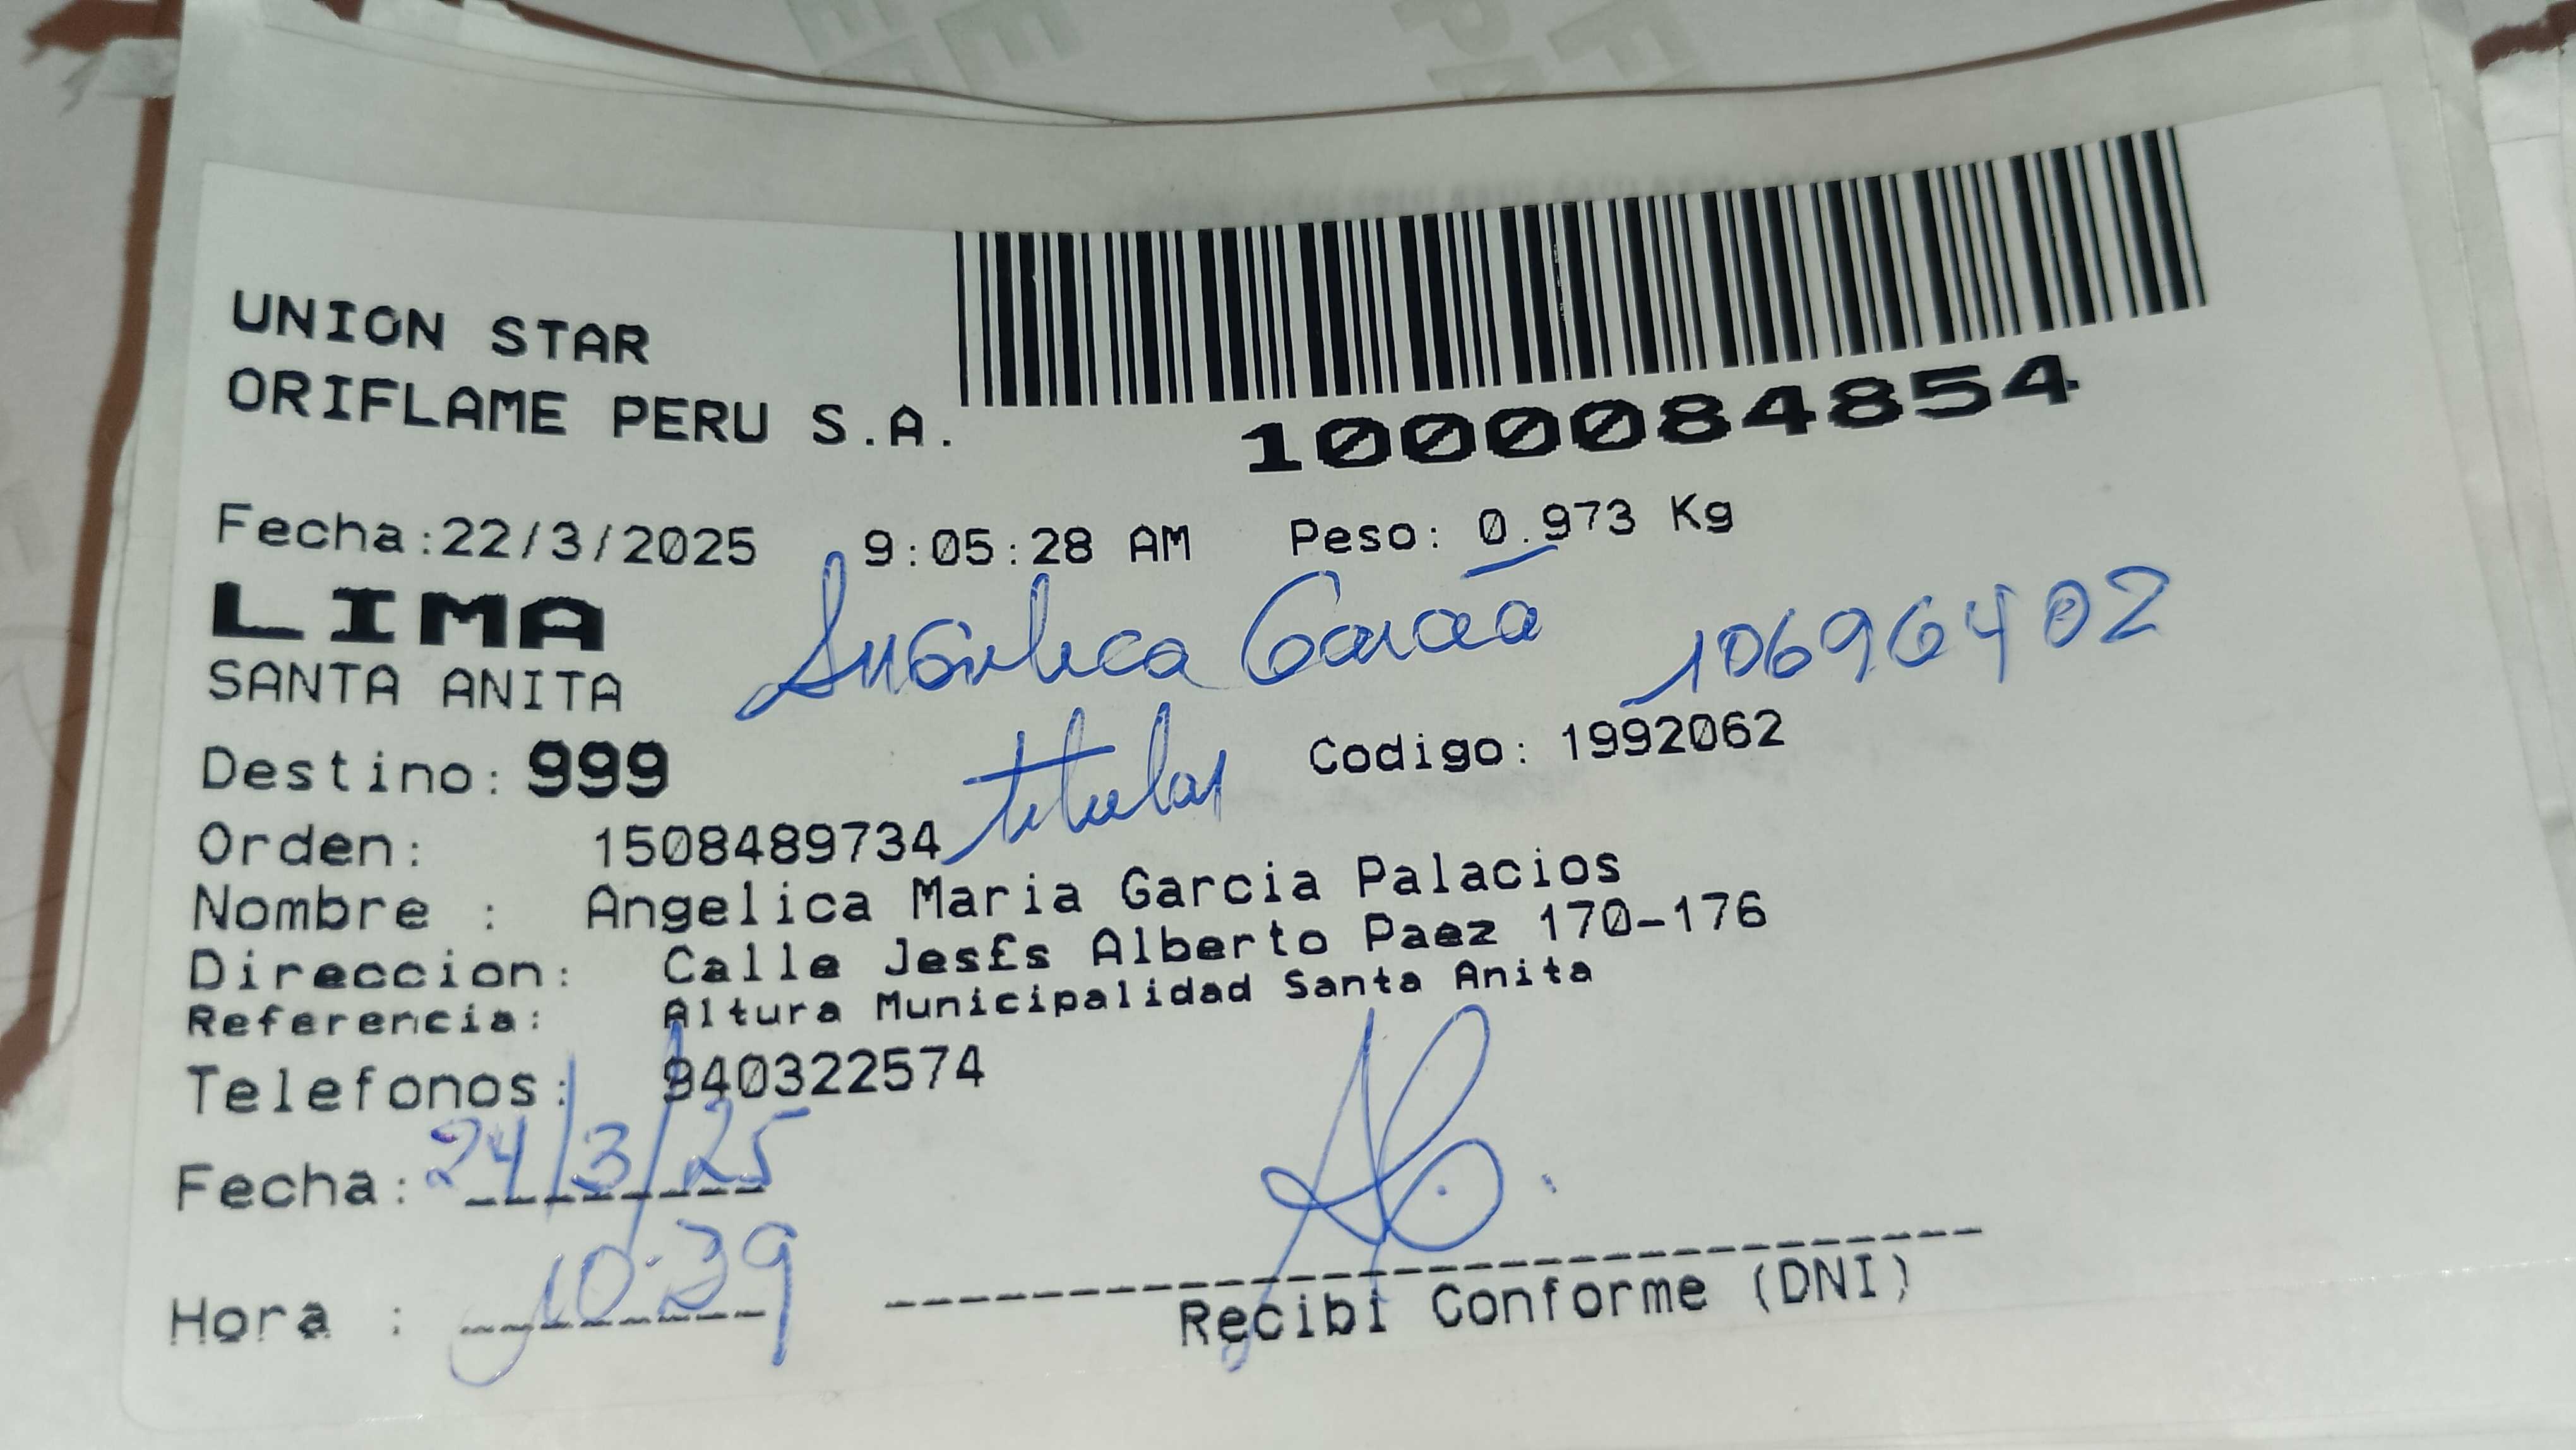 UNION STAR
ORIFLAME PERU S.A.
1000084854
Fecha:22/3/2025 9:05:28 AM Peso: 0.973 Kg
LIMA
Angelica García 10696402
SANTA ANITA
titular
Destino: 999 Codigo: 1992062
Orden: 1508489734
Nombre : Angelica Maria Garcia Palacios
Direccion: Calle Jes£s Alberto Paez 170-176
Referencia: Altura Municipalidad Santa Anita
Telefonos: 940322574
Fecha: 24/3/25
Hora : 10:39
Recibi Conforme (DNI)